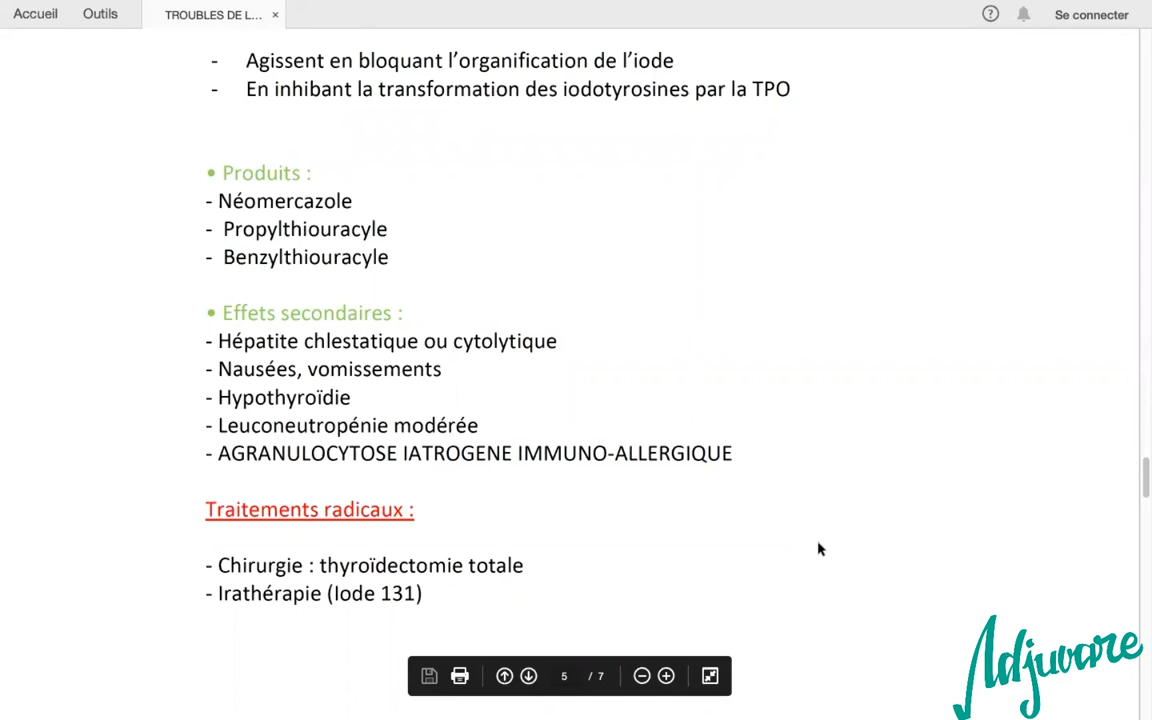 Accueil Outils TROUBLES DE L... × ? Se connecter
- Agissent en bloquant l’organification de l’iode
- En inhibant la transformation des iodotyrosines par la TPO
• Produits :
- Néomercazole
- Propylthiouracyle
- Benzylthiouracyle
• Effets secondaires :
- Hépatite chlestatique ou cytolytique
- Nausées, vomissements
- Hypothyroïdie
- Leuconeutropénie modérée
- AGRANULOCYTOSE IATROGENE IMMUNO-ALLERGIQUE
Traitements radicaux :
- Chirurgie : thyroïdectomie totale
- Irathérapie (Iode 131)
5 / 7
Adjuvare